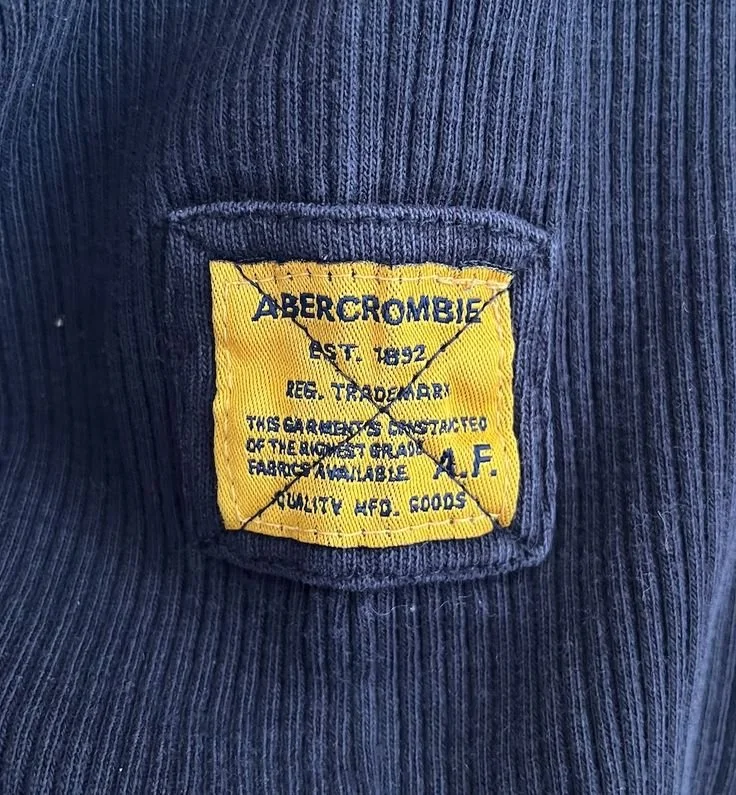 ABERCROMBIE
EST. 1892
REG. TRADEMARK
THIS GARMENT IS CONSTRUCTED
OF THE HIGHEST GRADE
FABRICS AVAILABLE
A.F.
QUALITY MFD. GOODS